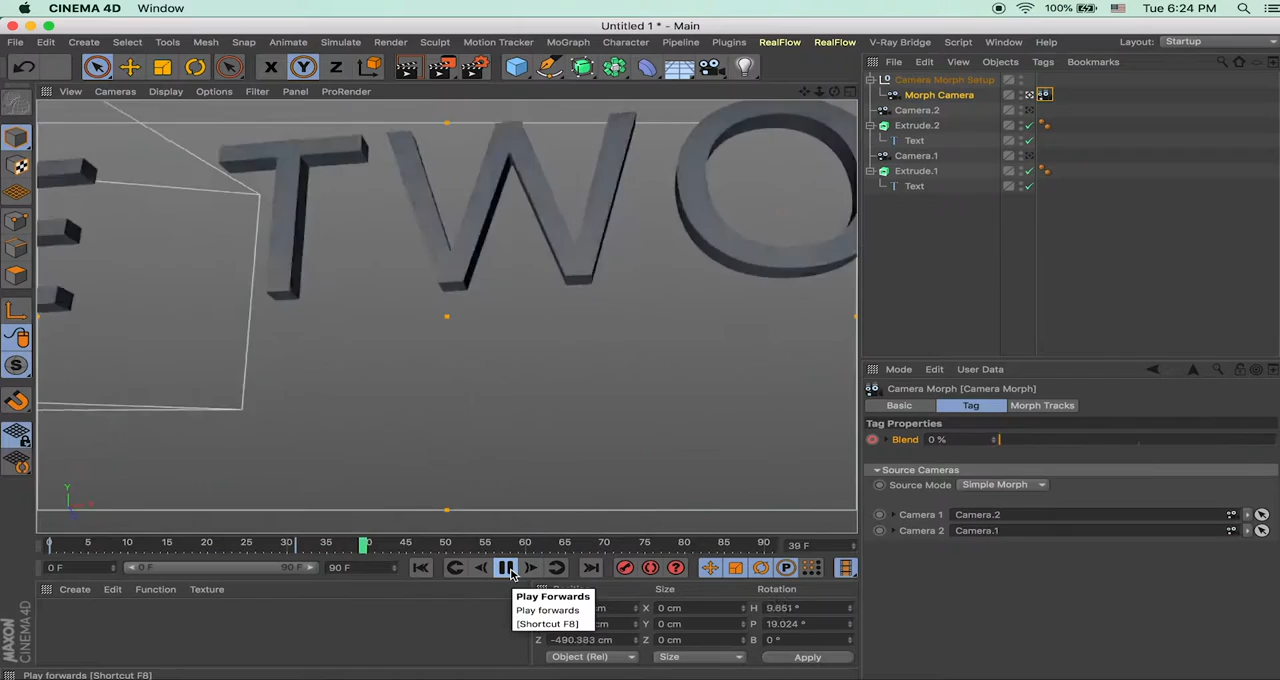 CINEMA 4D Window 100% Tue 6:24 PM
Untitled 1 * - Main
File Edit Create Select Tools Mesh Snap Animate Simulate Render Sculpt Motion Tracker MoGraph Character Pipeline Plugins RealFlow RealFlow V-Ray Bridge Script Window Help Layout: Startup
X Y Z
File Edit View Objects Tags Bookmarks
Camera Morph Setup
Morph Camera
Camera.2
Extrude.2
Text
Camera.1
Extrude.1
Text
View Cameras Display Options Filter Panel ProRender
E TWO
Y
Mode Edit User Data
Camera Morph [Camera Morph]
Basic Tag Morph Tracks
Tag Properties
Blend 0 %
Source Cameras
Source Mode Simple Morph
Camera 1 Camera.2
Camera 2 Camera.1
0 5 10 15 20 25 30 35 45 50 55 60 65 70 75 80 85 90 39 F
0 F 0 F 90 F 90 F
P
Create Edit Function Texture
Size Rotation
Play Forwards
Play forwards
[Shortcut F8]
cm X 0 cm H 9.851 °
cm Y 0 cm P 19.024 °
Z -490.383 cm Z 0 cm B 0 °
Object (Rel) Size Apply
MAXON
CINEMA 4D
Play forwards [Shortcut F8]